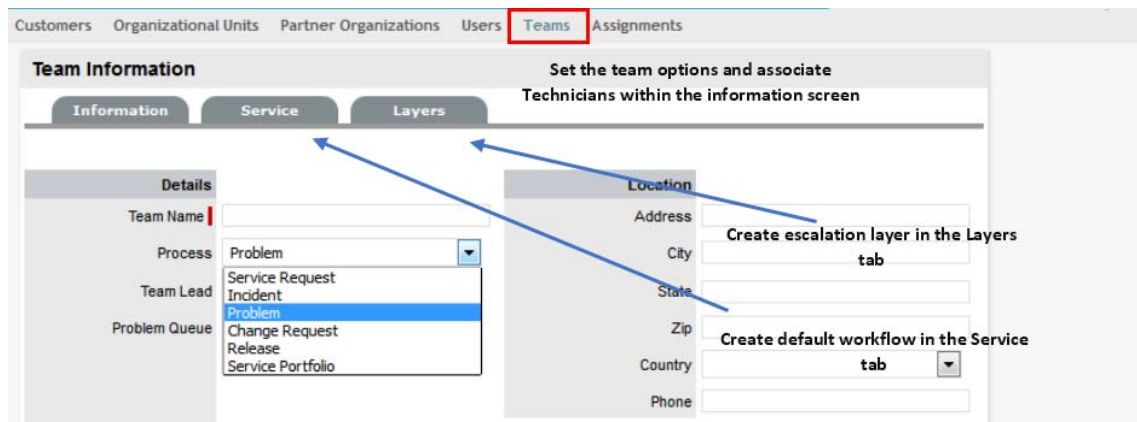 Customers Organizational Units Partner Organizations Users Teams Assignments
Team Information
Set the team options and associate
Technicians within the information screen
Information Service Layers
Details
Team Name
Process Problem
Service Request
Incident
Problem
Change Request
Release
Service Portfolio
Team Lead
Problem Queue
Location
Address
Create escalation layer in the Layers
tab
City
State
Zip
Create default workflow in the Service
tab
Country
Phone